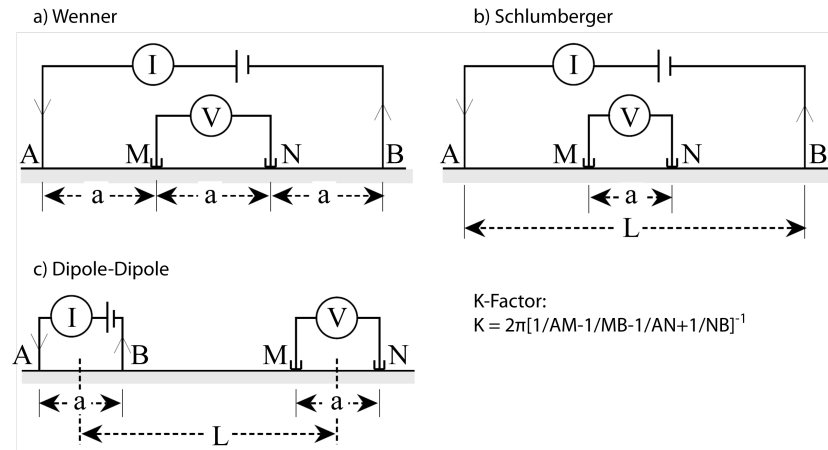 a) Wenner
I
V
A
M
N
B
a
a
a
b) Schlumberger
I
V
A
M
N
B
a
L
c) Dipole-Dipole
I
V
A
B
M
N
a
a
L
K-Factor:
K = 2π[1/AM-1/MB-1/AN+1/NB]⁻¹